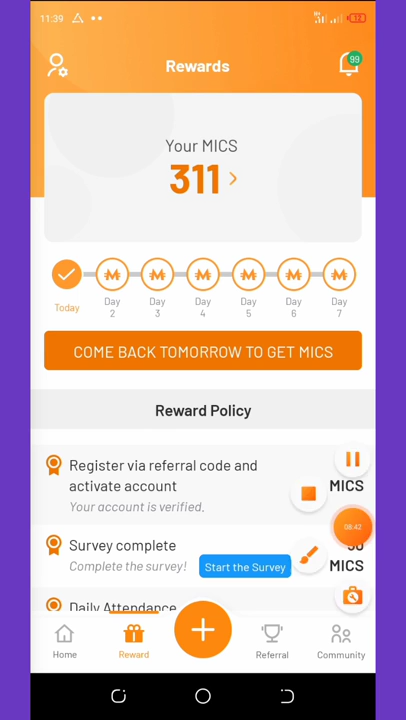 11:39
99
Rewards
Your MICS
311
Today
Day
2
Day
3
Day
4
Day
5
Day
6
Day
7
COME BACK TOMORROW TO GET MICS
Reward Policy
Register via referral code and
activate account
MICS
Your account is verified.
08:42
Survey complete
Complete the survey!
Start the Survey
MICS
Daily Attendance
Home
Reward
Referral
Community